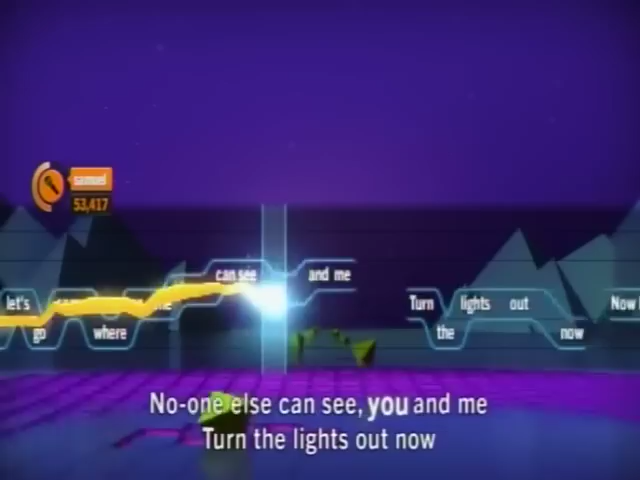 samuel
53,417
can see
and me
let's
Turn
lights
out
Now
go
where
the
now
No-one else can see, you and me
Turn the lights out now